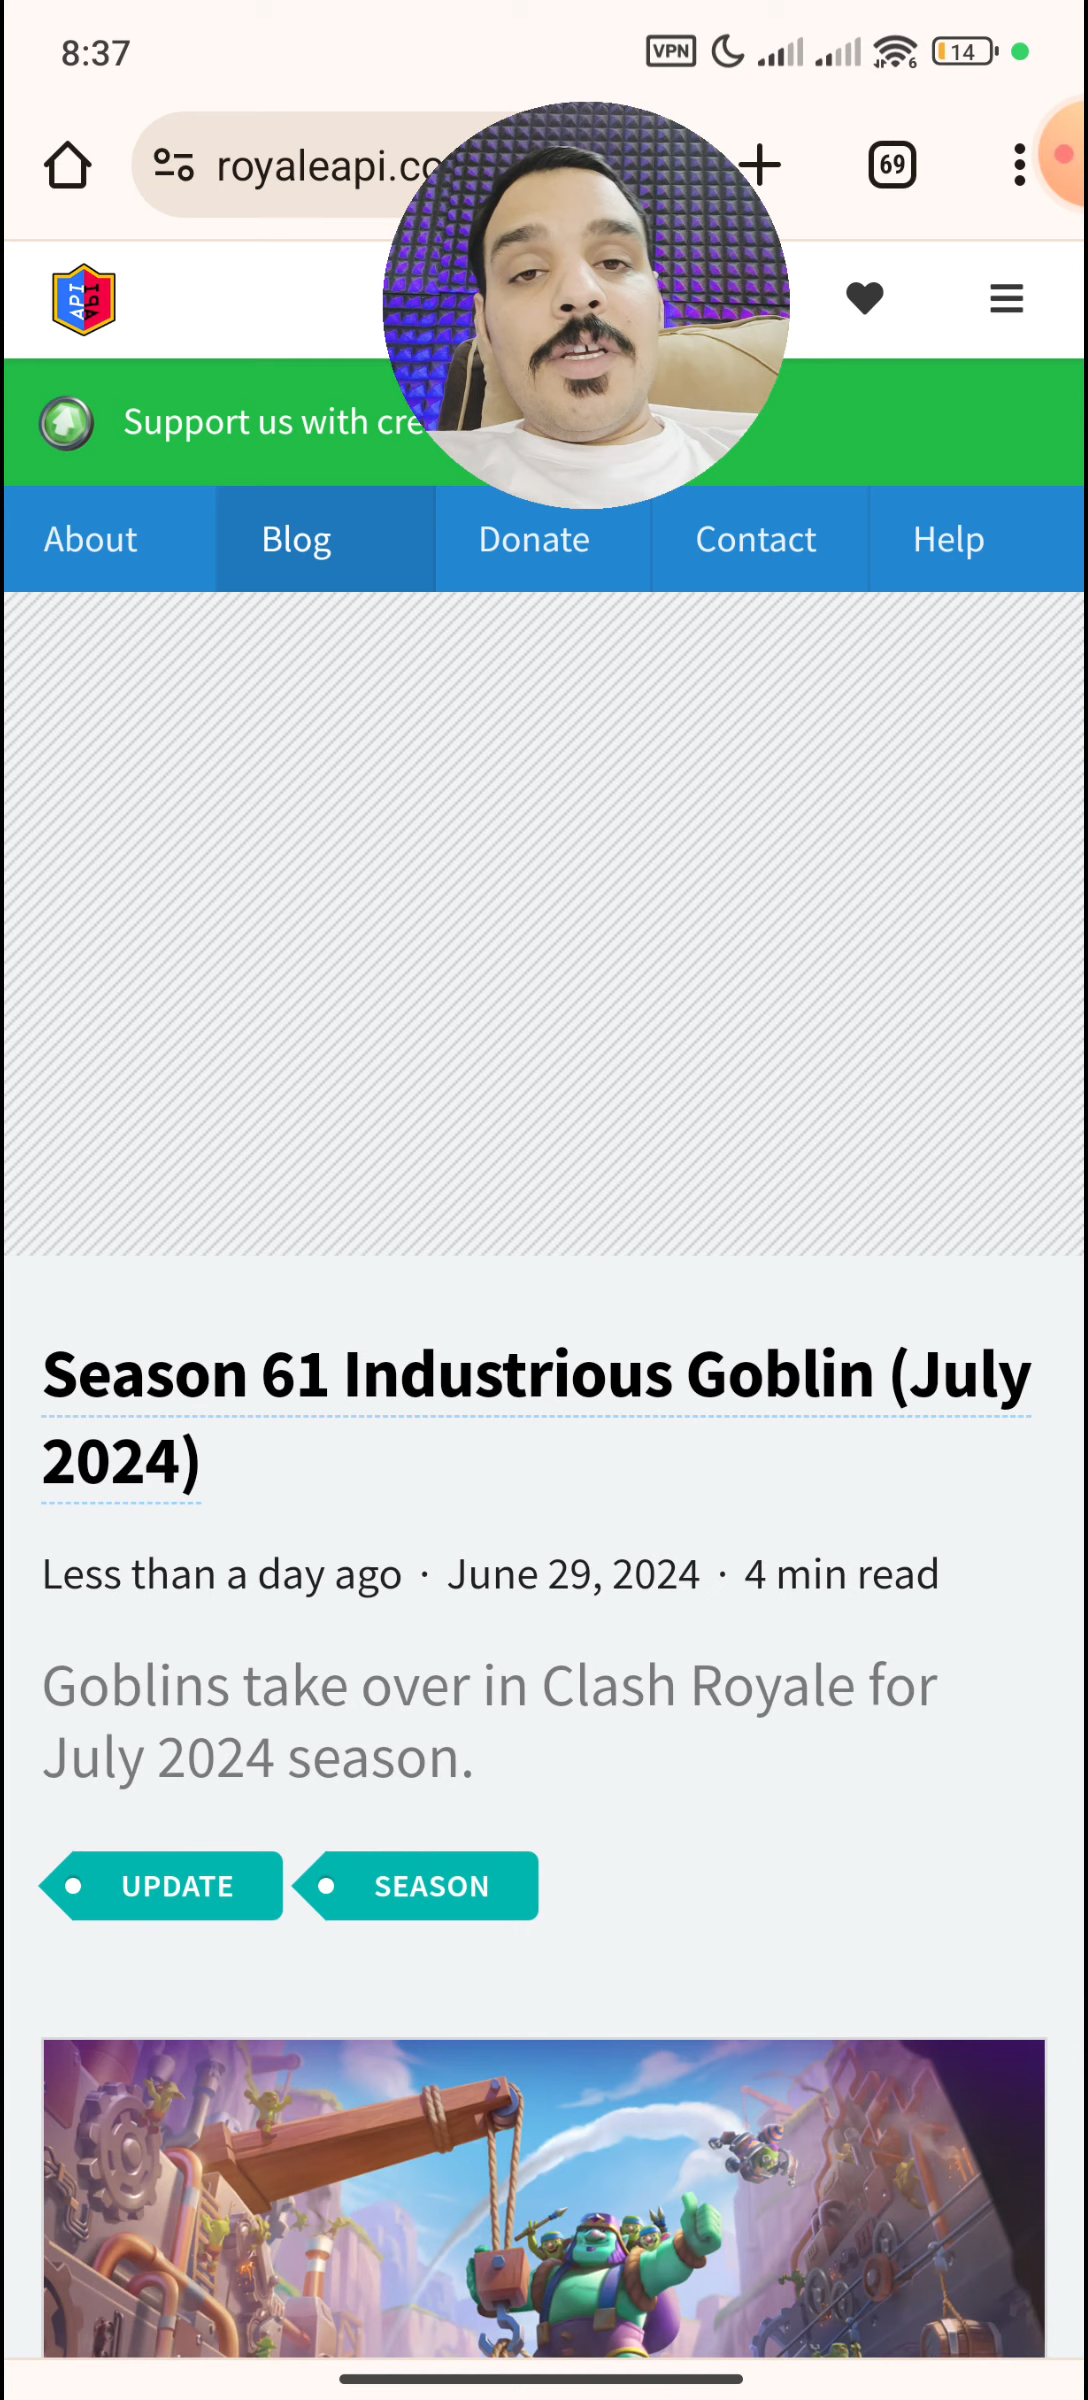 8:37
VPN
6
14
royaleapi.co
69
API
API
Support us with cre
About Blog Donate Contact Help
Season 61 Industrious Goblin (July
2024)
Less than a day ago · June 29, 2024 · 4 min read
Goblins take over in Clash Royale for
July 2024 season.
UPDATE SEASON